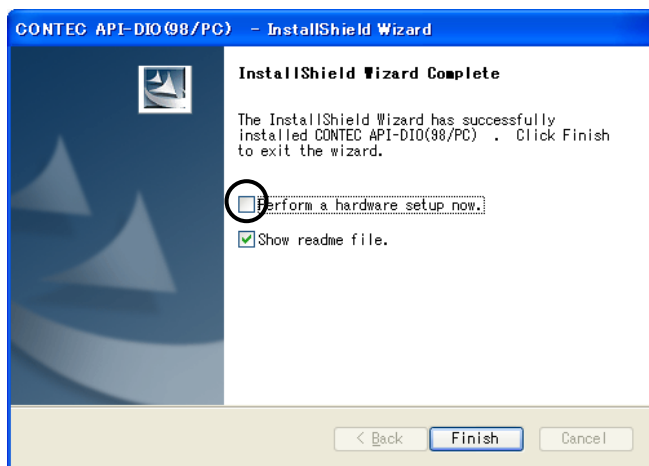 CONTEC API-DIO(98/PC) - InstallShield Wizard
InstallShield Wizard Complete
The InstallShield Wizard has successfully
installed CONTEC API-DIO(98/PC) . Click Finish
to exit the wizard.
Perform a hardware setup now.
Show readme file.
< Back Finish Cancel